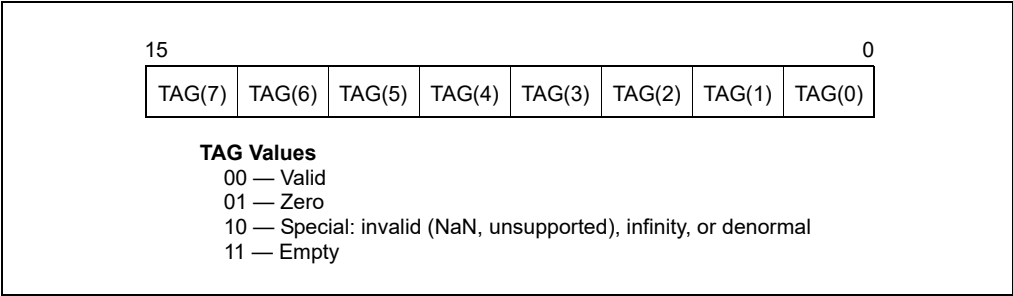 15 0
TAG(7) TAG(6) TAG(5) TAG(4) TAG(3) TAG(2) TAG(1) TAG(0)
TAG Values
00 — Valid
01 — Zero
10 — Special: invalid (NaN, unsupported), infinity, or denormal
11 — Empty